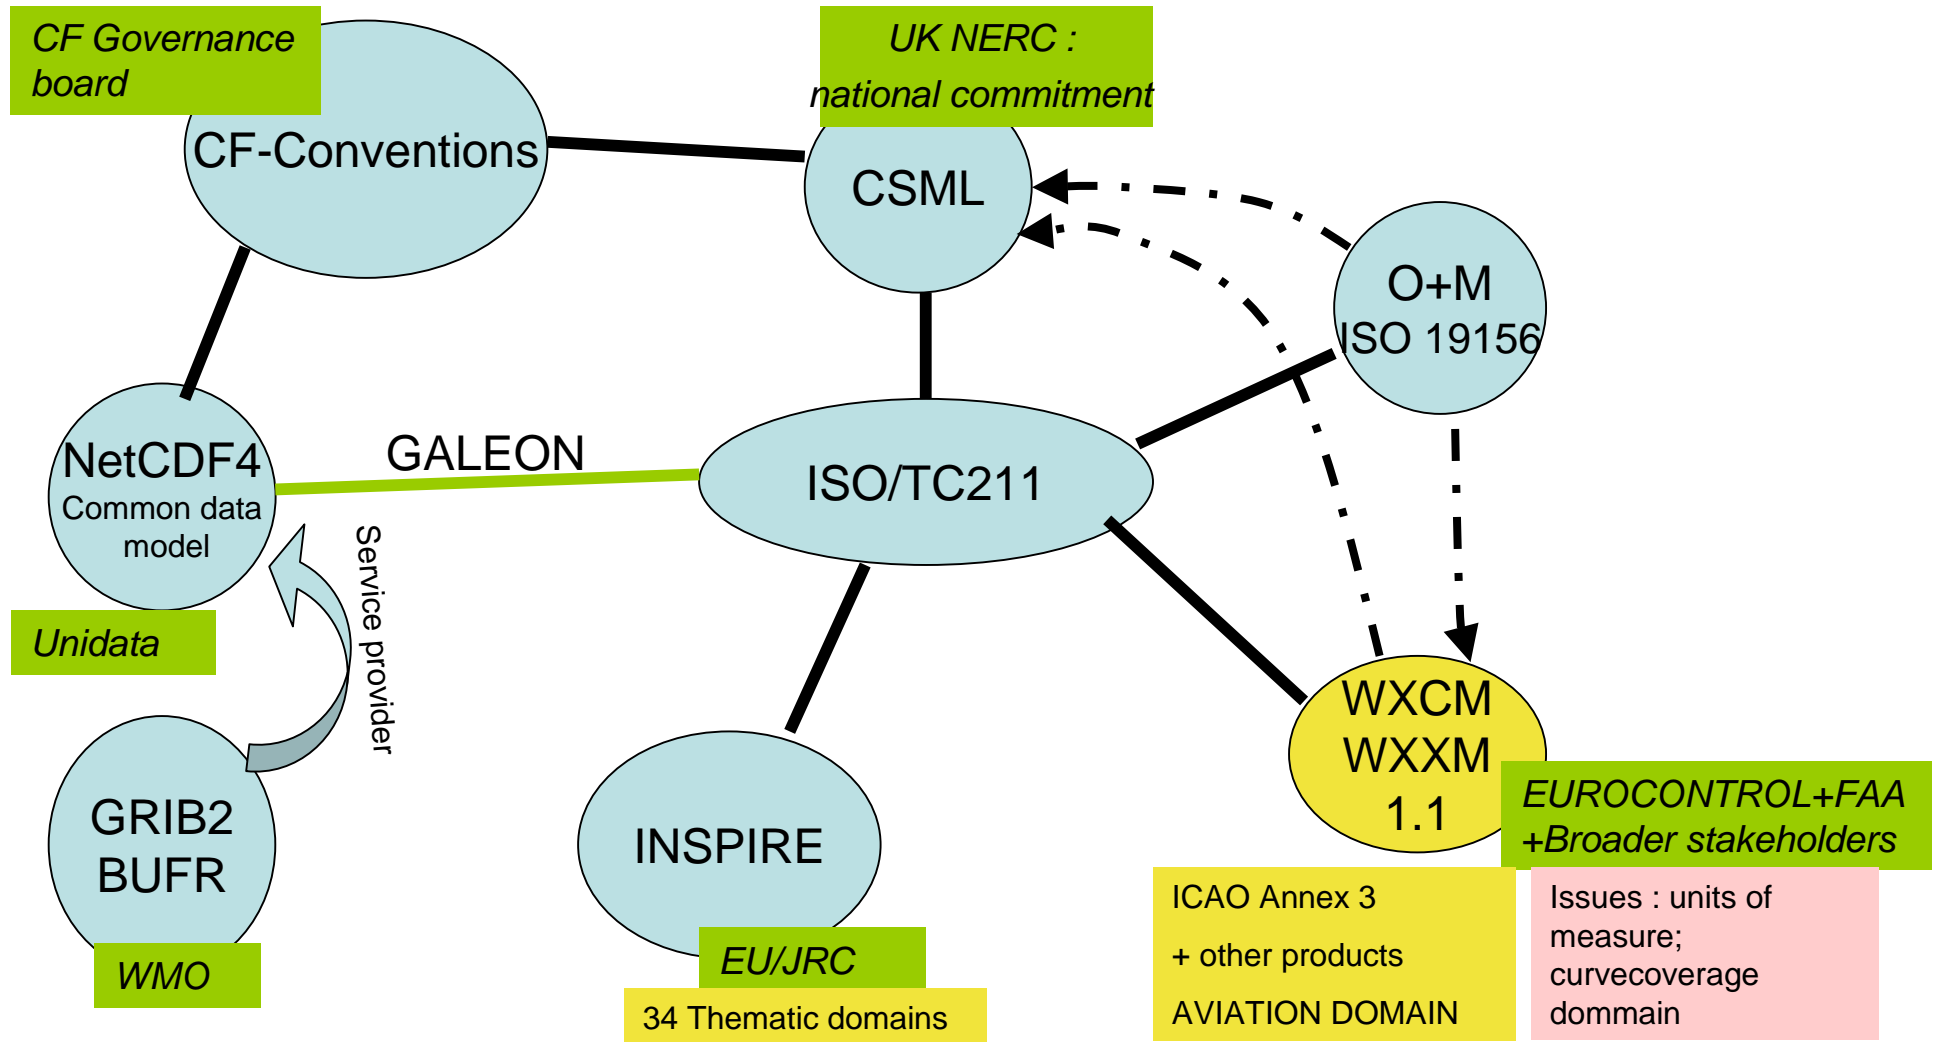 CF Governance
board
CF-Conventions
UK NERC :
national commitment
CSML
O+M
ISO 19156
NetCDF4
Common data
model
GALEON
ISO/TC211
Service provider
Unidata
GRIB2
BUFR
WMO
INSPIRE
EU/JRC
34 Thematic domains
WXCM
WXXM
1.1
EUROCONTROL+FAA
+Broader stakeholders
ICAO Annex 3
+ other products
AVIATION DOMAIN
Issues : units of
measure;
curvecoverage
dommain